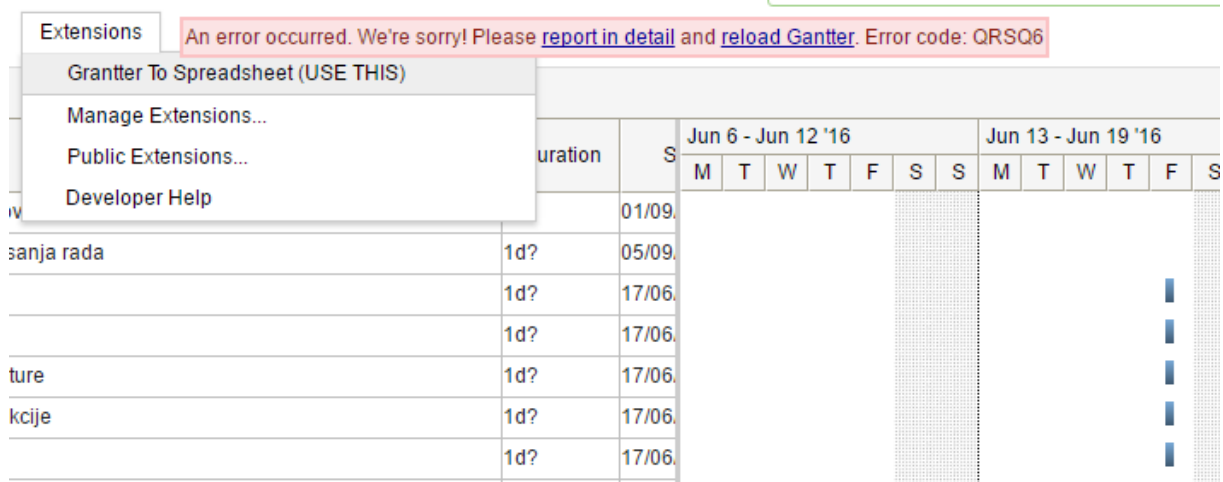 Extensions
An error occurred. We're sorry! Please report in detail and reload Gantter. Error code: QRSQ6
Grantter To Spreadsheet (USE THIS)
Manage Extensions...
Public Extensions...
Developer Help
uration S
Jun 6 - Jun 12 '16 Jun 13 - Jun 19 '16
M T W T F S S M T W T F S
ov 01/09/
sanja rada 1d? 05/09/
1d? 17/06/
1d? 17/06/
ture 1d? 17/06/
kcije 1d? 17/06/
1d? 17/06/